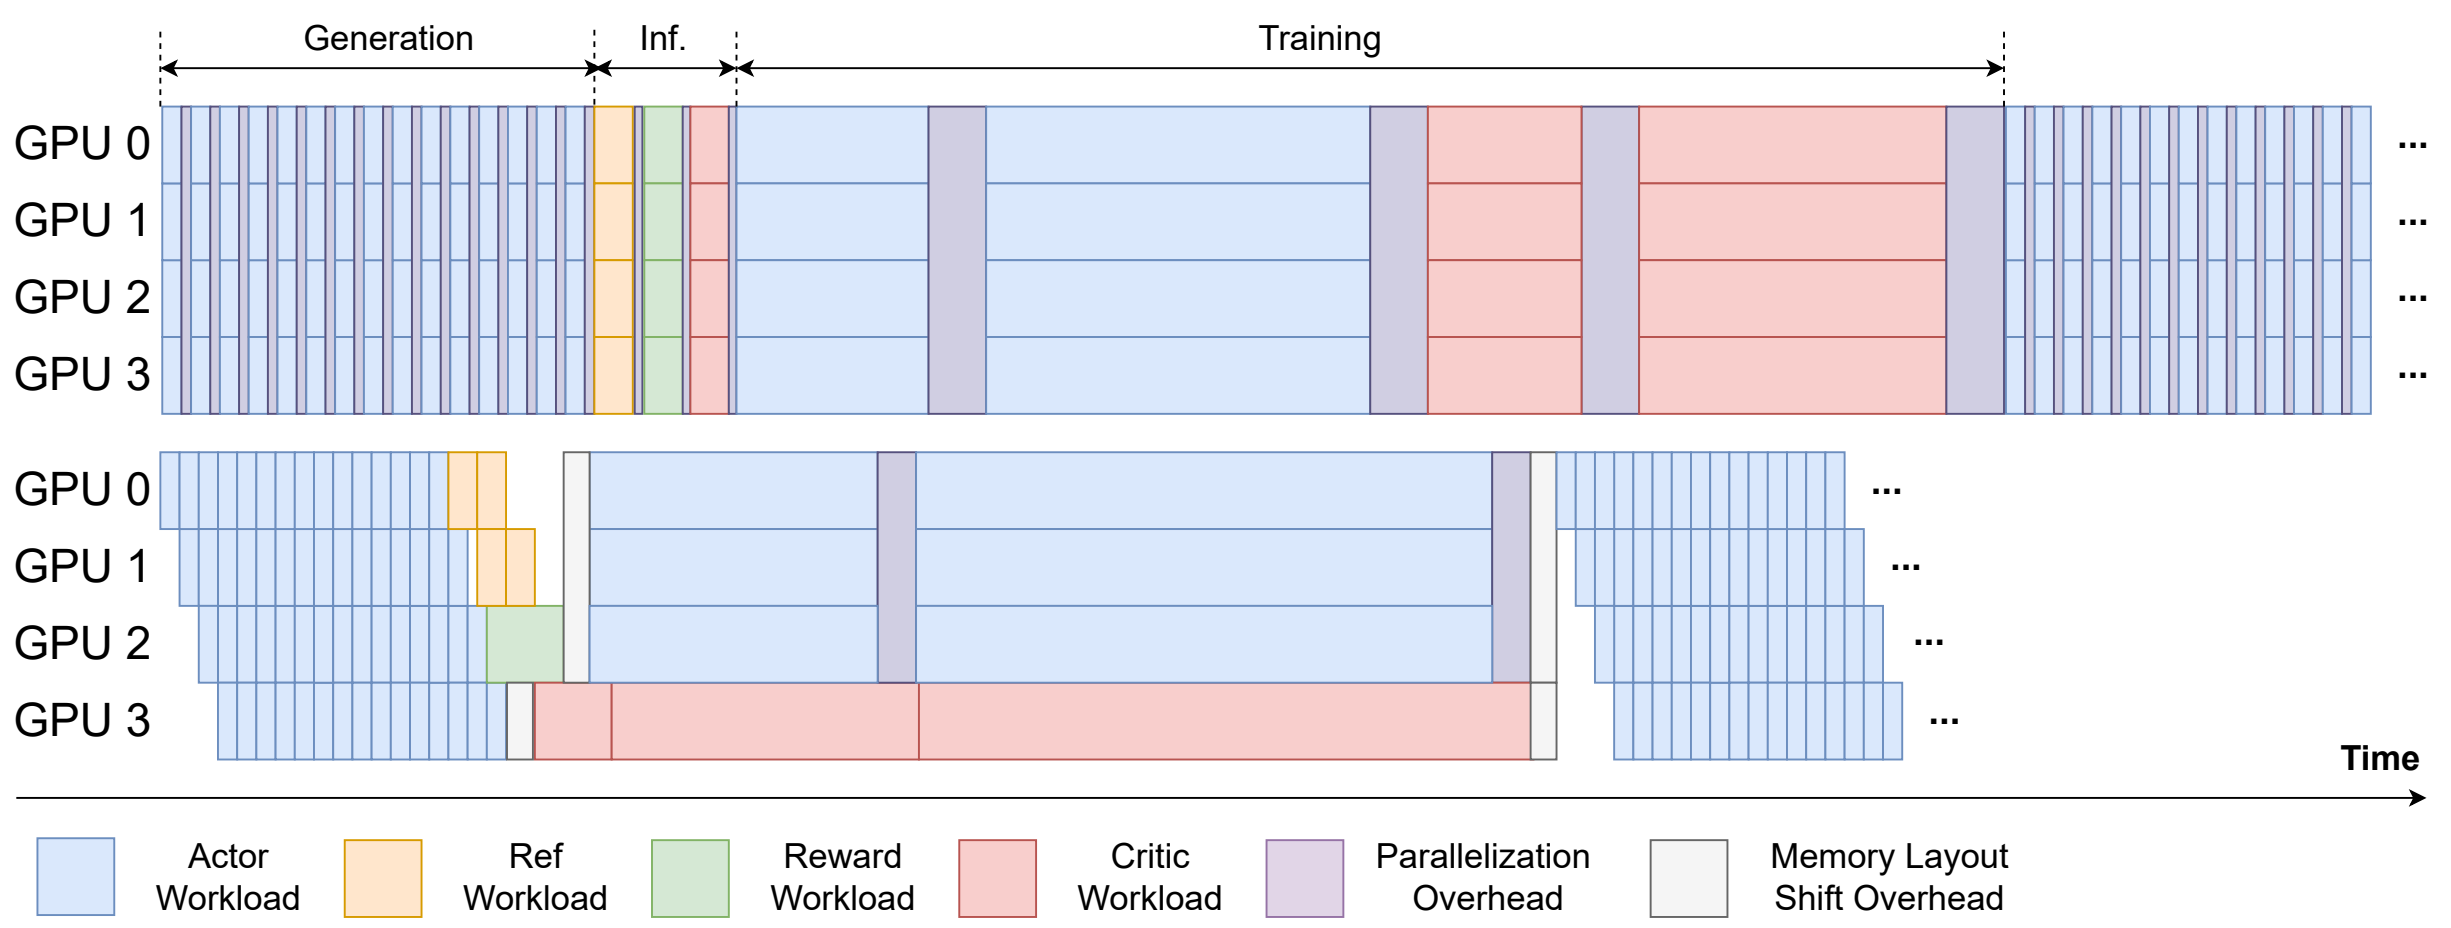 Generation Inf. Training
GPU 0 ...
GPU 1 ...
GPU 2 ...
GPU 3 ...
GPU 0 ...
GPU 1 ...
GPU 2 ...
GPU 3 ...
Time
Actor
Workload
Ref
Workload
Reward
Workload
Critic
Workload
Parallelization
Overhead
Memory Layout
Shift Overhead